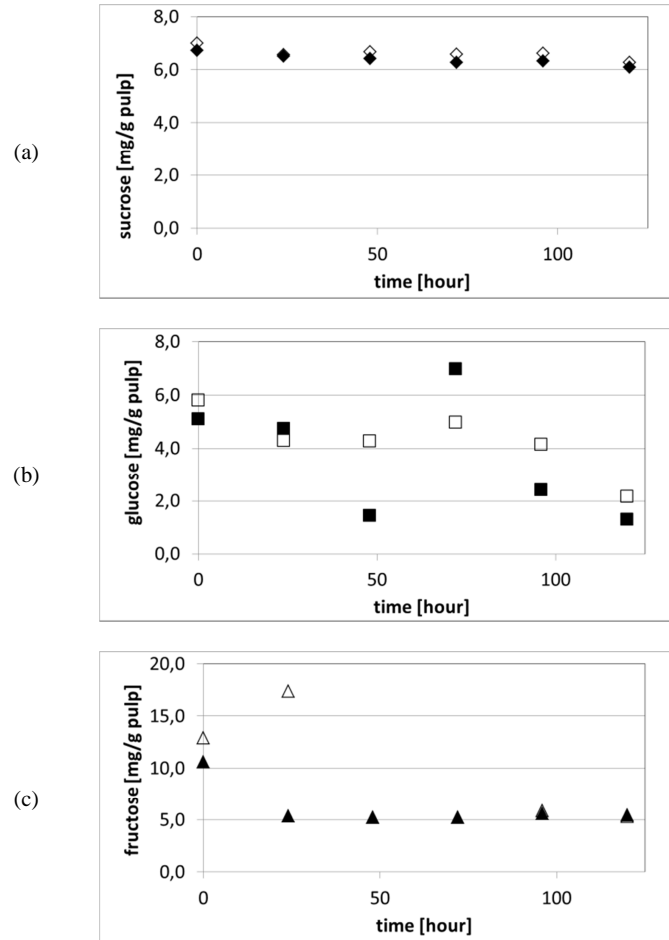 (a)
sucrose [mg/g pulp]
8,0
6,0
4,0
2,0
0,0
0 50 100
time [hour]
(b)
glucose [mg/g pulp]
8,0
6,0
4,0
2,0
0,0
0 50 100
time [hour]
(c)
fructose [mg/g pulp]
20,0
15,0
10,0
5,0
0,0
0 50 100
time [hour]